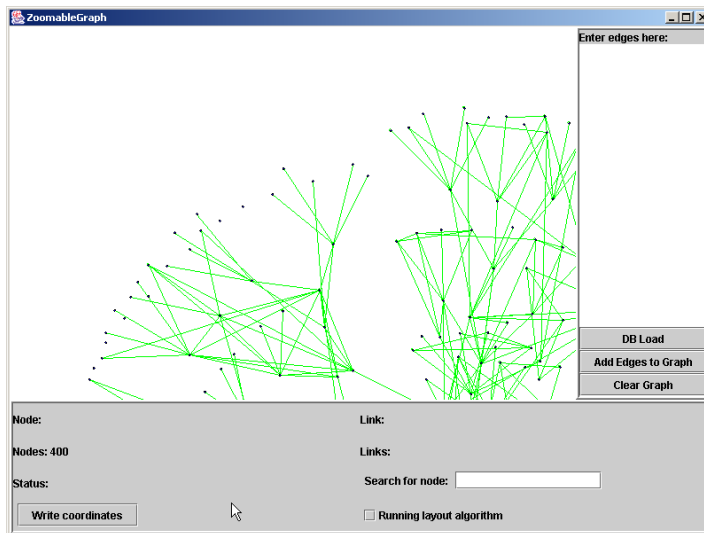 ZoomableGraph
Enter edges here:
DB Load
Add Edges to Graph
Clear Graph
Node:
Link:
Nodes: 400
Links:
Status:
Search for node:
Write coordinates
Running layout algorithm